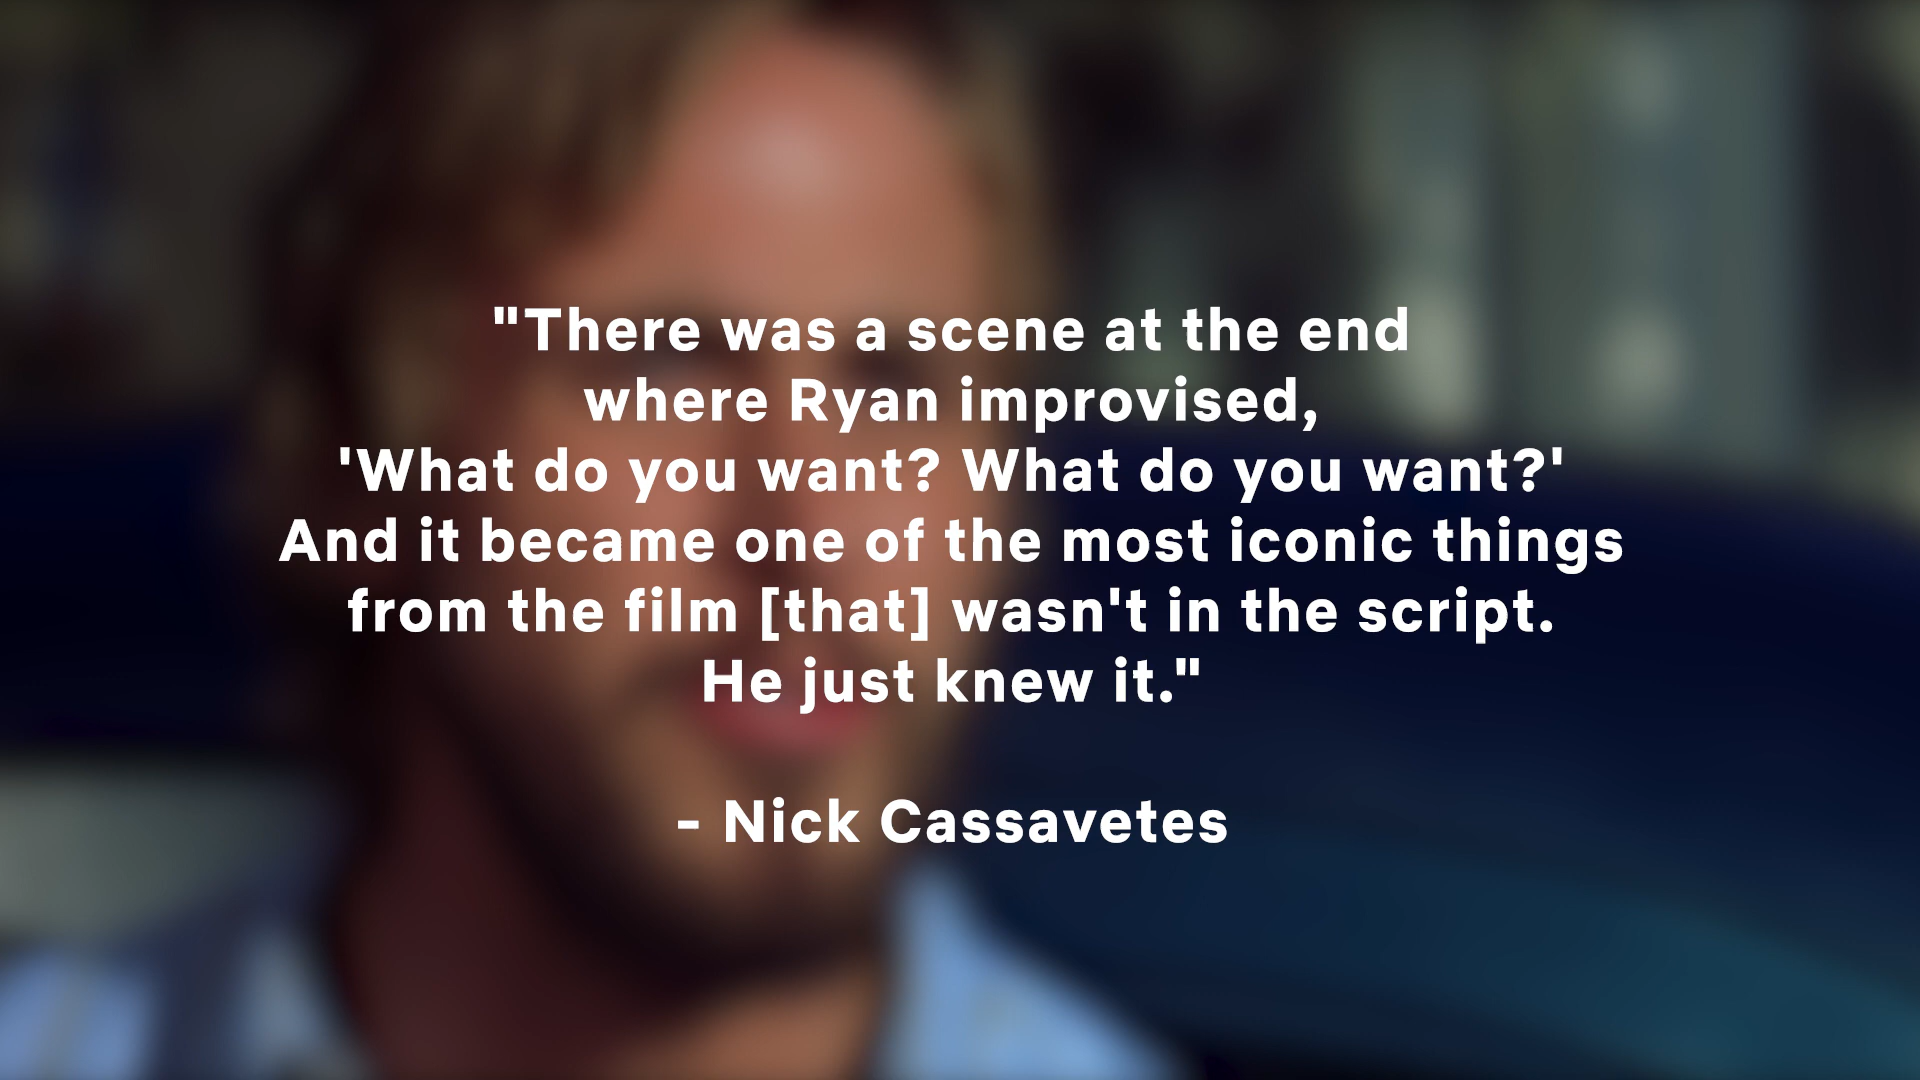 "There was a scene at the end
where Ryan improvised,
'What do you want? What do you want?'
And it became one of the most iconic things
from the film [that] wasn't in the script.
He just knew it."
- Nick Cassavetes